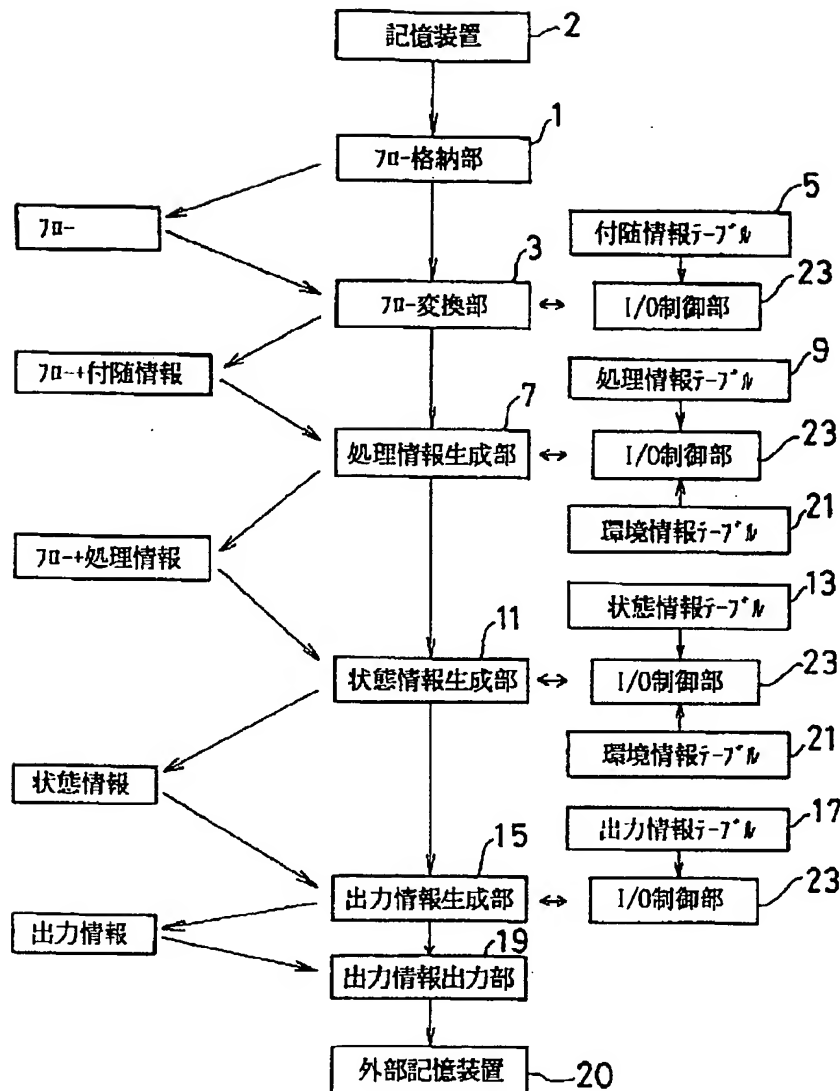 記憶装置
2
1
ﾌﾛｰ格納部
5
ﾌﾛｰ
付随情報ﾃｰﾌﾞﾙ
3
23
ﾌﾛｰ変換部
I/O制御部
ﾌﾛｰ+付随情報
処理情報ﾃｰﾌﾞﾙ
9
7
23
処理情報生成部
I/O制御部
21
ﾌﾛｰ+処理情報
環境情報ﾃｰﾌﾞﾙ
13
状態情報ﾃｰﾌﾞﾙ
11
23
状態情報生成部
I/O制御部
21
環境情報ﾃｰﾌﾞﾙ
状態情報
17
出力情報ﾃｰﾌﾞﾙ
15
23
出力情報生成部
I/O制御部
出力情報
19
出力情報出力部
外部記憶装置
20